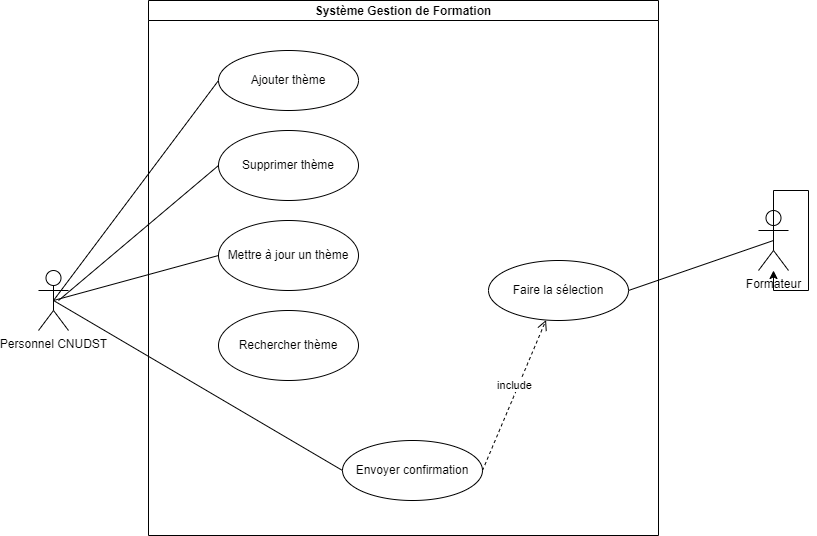 Système Gestion de Formation
Ajouter thème
Supprimer thème
Mettre à jour un thème
Faire la sélection
Formateur
Rechercher thème
Personnel CNUDST
include
Envoyer confirmation